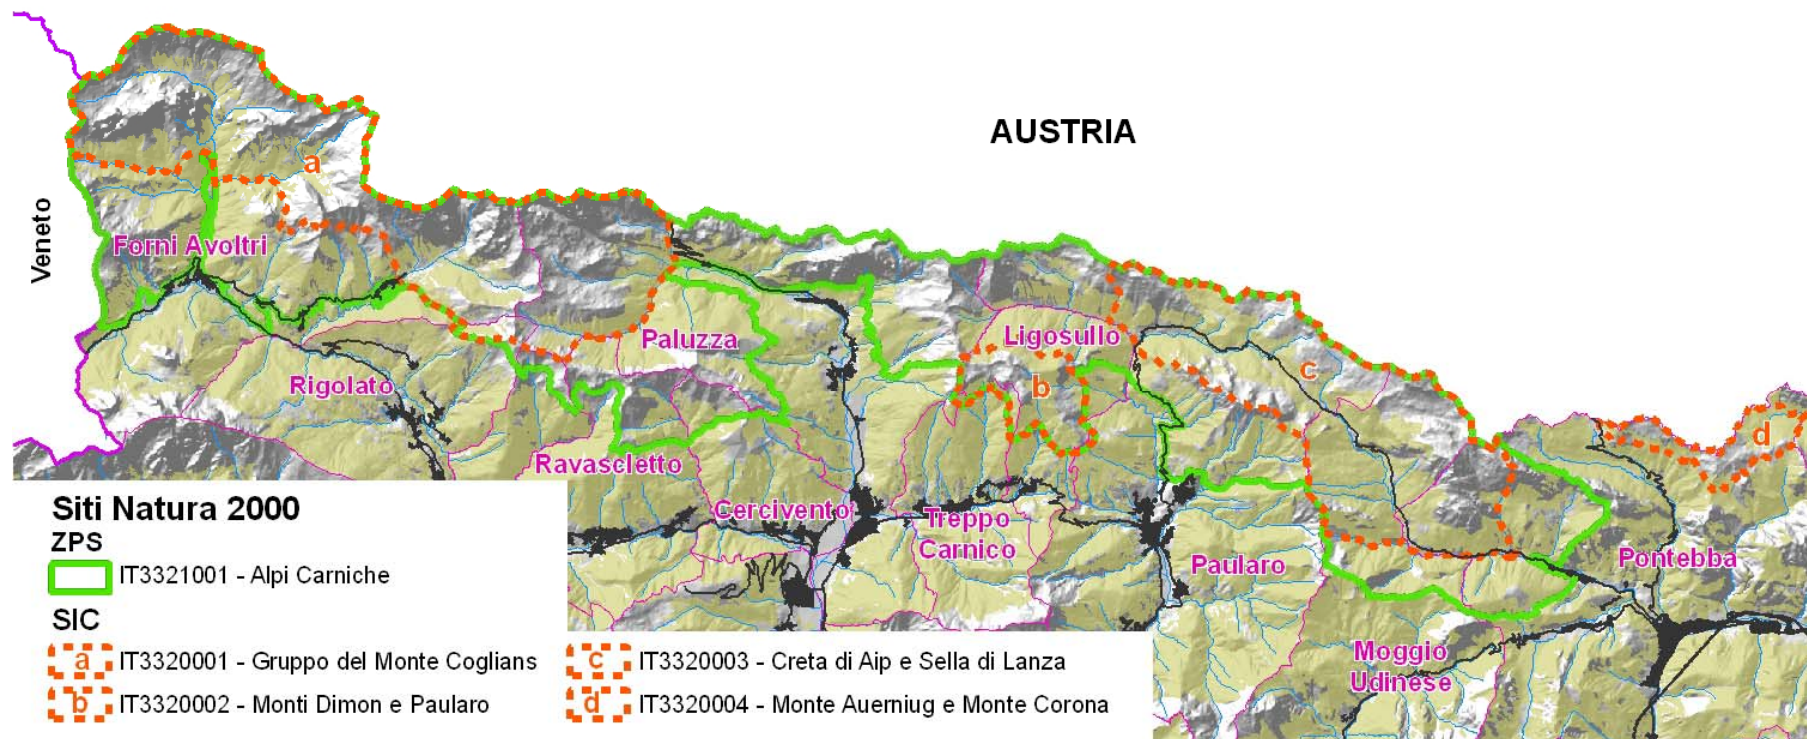 AUSTRIA
Veneto
a
Forni Avoltri
Paluzza
Ligosullo
Rigolato
b
c
d
Ravascletto
Cercivento
Treppo
Carnico
Paularo
Pontebba
Moggio
Udinese
Siti Natura 2000
ZPS
IT3321001 - Alpi Carniche
SIC
a IT3320001 - Gruppo del Monte Coglians
b IT3320002 - Monti Dimon e Paularo
c IT3320003 - Creta di Aip e Sella di Lanza
d IT3320004 - Monte Auerniug e Monte Corona